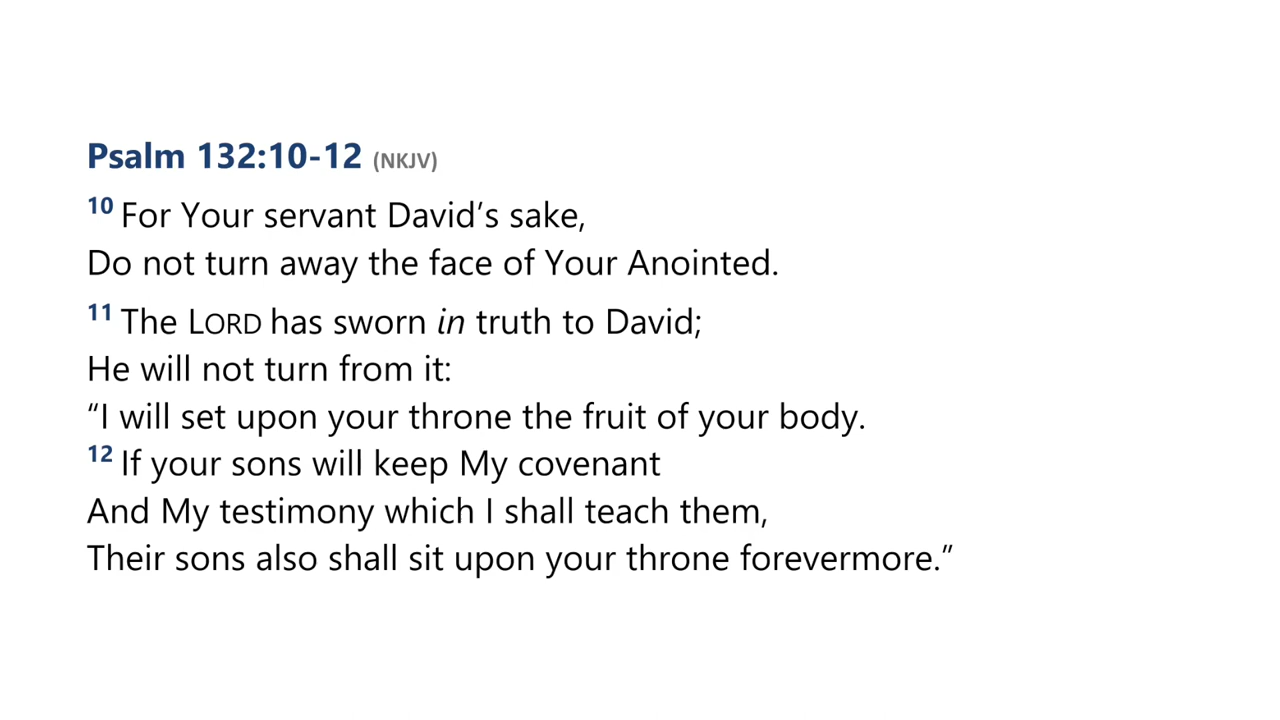 Psalm 132:10-12 (NKJV)
10 For Your servant David’s sake,
Do not turn away the face of Your Anointed.
11 The LORD has sworn in truth to David;
He will not turn from it:
“I will set upon your throne the fruit of your body.
12 If your sons will keep My covenant
And My testimony which I shall teach them,
Their sons also shall sit upon your throne forevermore.”